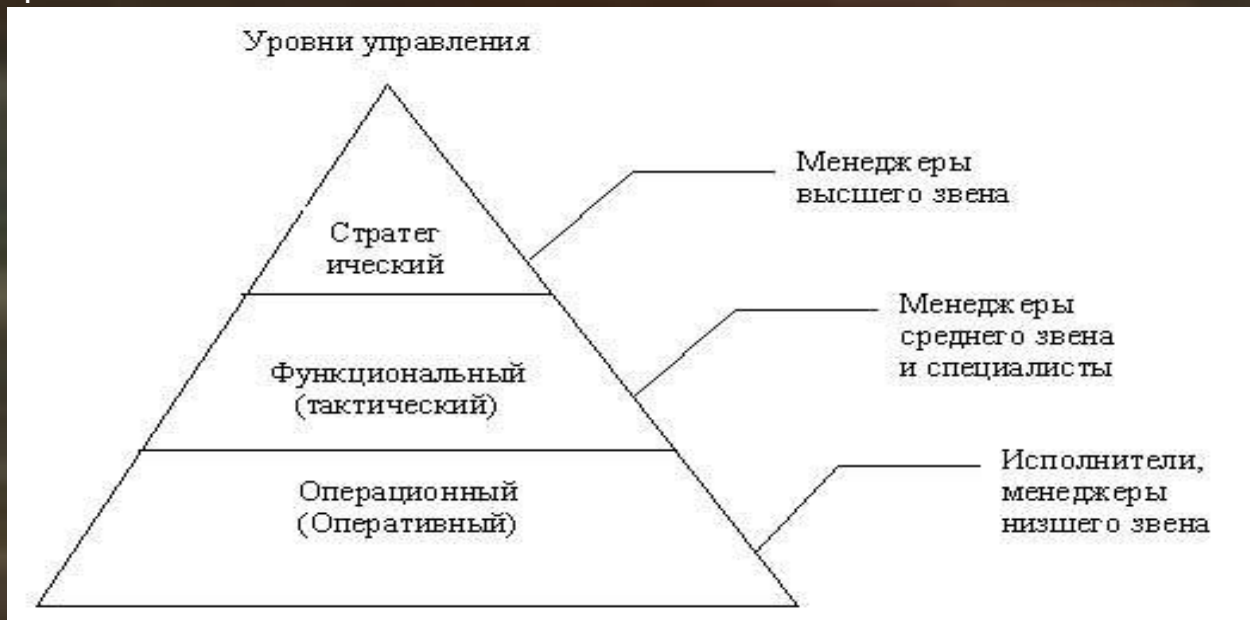 Уровни управления
Менеджеры
высшего звена
Стратег
ический
Менеджеры
среднего звена
и специалисты
Функциональный
(тактический)
Исполнители,
менеджеры
низшего звена
Операционный
(Оперативный)